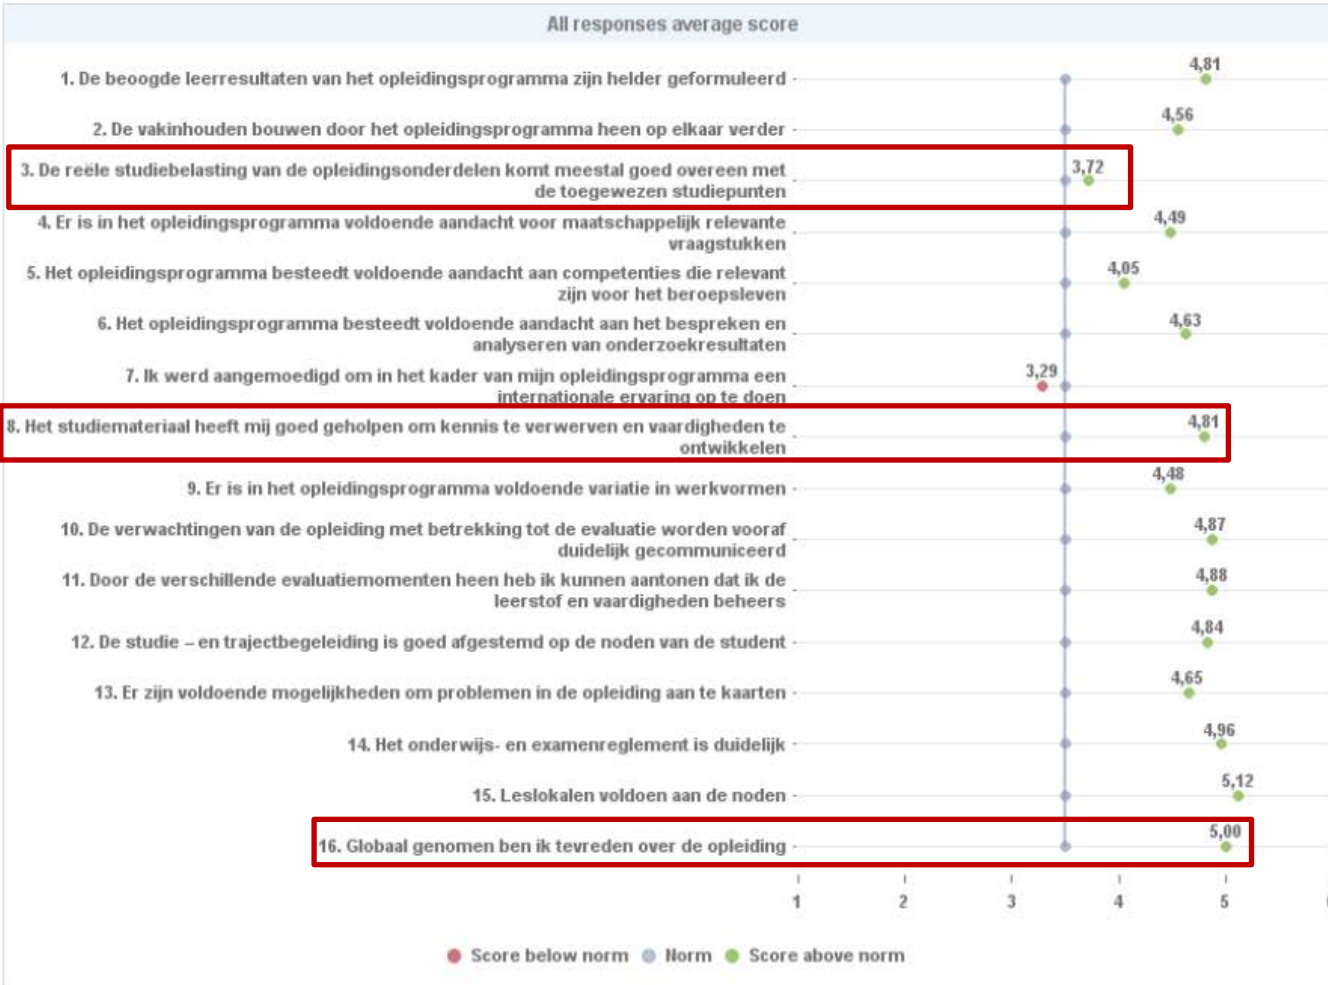 All responses average score
1. De beoogde leerresultaten van het opleidingsprogramma zijn helder geformuleerd
4,81
2. De vakinhouden bouwen door het opleidingsprogramma heen op elkaar verder
4,56
3. De reële studiebelasting van de opleidingsonderdelen komt meestal goed overeen met
de toegewezen studiepunten
3,72
4. Er is in het opleidingsprogramma voldoende aandacht voor maatschappelijk relevante
vraagstukken
4,49
5. Het opleidingsprogramma besteedt voldoende aandacht aan competenties die relevant
zijn voor het beroepsleven
4,05
6. Het opleidingsprogramma besteedt voldoende aandacht aan het bespreken en
analyseren van onderzoekresultaten
4,63
7. Ik werd aangemoedigd om in het kader van mijn opleidingsprogramma een
internationale ervaring op te doen
3,29
8. Het studiemateriaal heeft mij goed geholpen om kennis te verwerven en vaardigheden te
ontwikkelen
4,81
9. Er is in het opleidingsprogramma voldoende variatie in werkvormen
4,48
10. De verwachtingen van de opleiding met betrekking tot de evaluatie worden vooraf
duidelijk gecommuniceerd
4,87
11. Door de verschillende evaluatiemomenten heen heb ik kunnen aantonen dat ik de
leerstof en vaardigheden beheers
4,88
12. De studie – en trajectbegeleiding is goed afgestemd op de noden van de student
4,84
13. Er zijn voldoende mogelijkheden om problemen in de opleiding aan te kaarten
4,65
14. Het onderwijs- en examenreglement is duidelijk
4,96
15. Leslokalen voldoen aan de noden
5,12
16. Globaal genomen ben ik tevreden over de opleiding
5,00
1 2 3 4 5
Score below norm Norm Score above norm